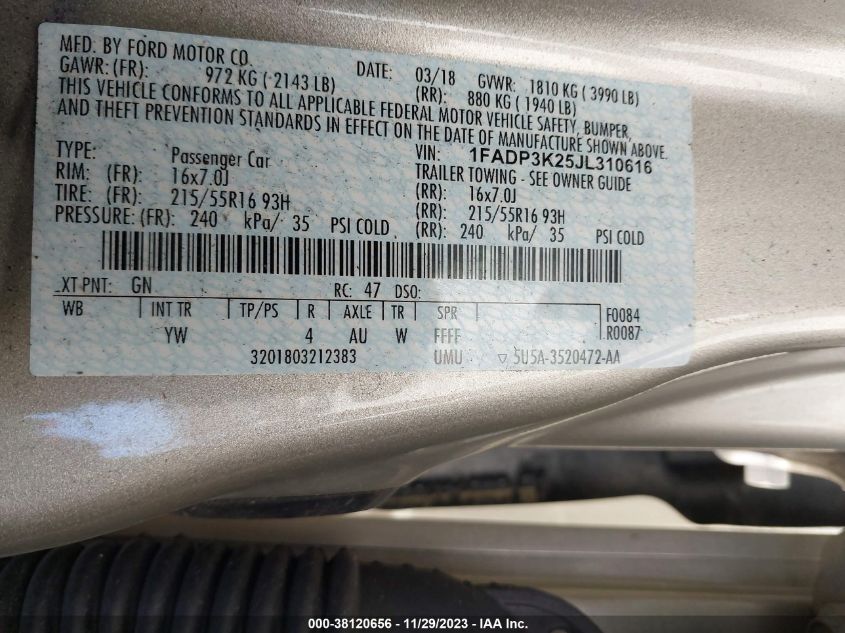 MFD. BY FORD MOTOR CO.
DATE: 03/18 GVWR: 1810 KG ( 3990 LB)
GAWR: (FR): 972 KG ( 2143 LB) (RR): 880 KG ( 1940 LB)
THIS VEHICLE CONFORMS TO ALL APPLICABLE FEDERAL MOTOR VEHICLE SAFETY, BUMPER,
AND THEFT PREVENTION STANDARDS IN EFFECT ON THE DATE OF MANUFACTURE SHOWN ABOVE.
VIN: 1FADP3K25JL310616
TYPE: Passenger Car TRAILER TOWING - SEE OWNER GUIDE
RIM: (FR) 16x7.0J (RR): 16x7.0J
TIRE: (FR) 215/55R16 93H (RR): 215/55R16 93H
PRESSURE: (FR) 240 kPa/ 35 PSI COLD (RR) 240 kPa/ 35 PSI COLD
EXT PNT: GN RC: 47 DSO:
WB INT TR TP/PS R AXLE TR SPR F0084
YW 4 AU W FFFF R0087
3201803212383 UMU ▽ 5U5A-3520472-AA
000-38120656 - 11/29/2023 - IAA Inc.